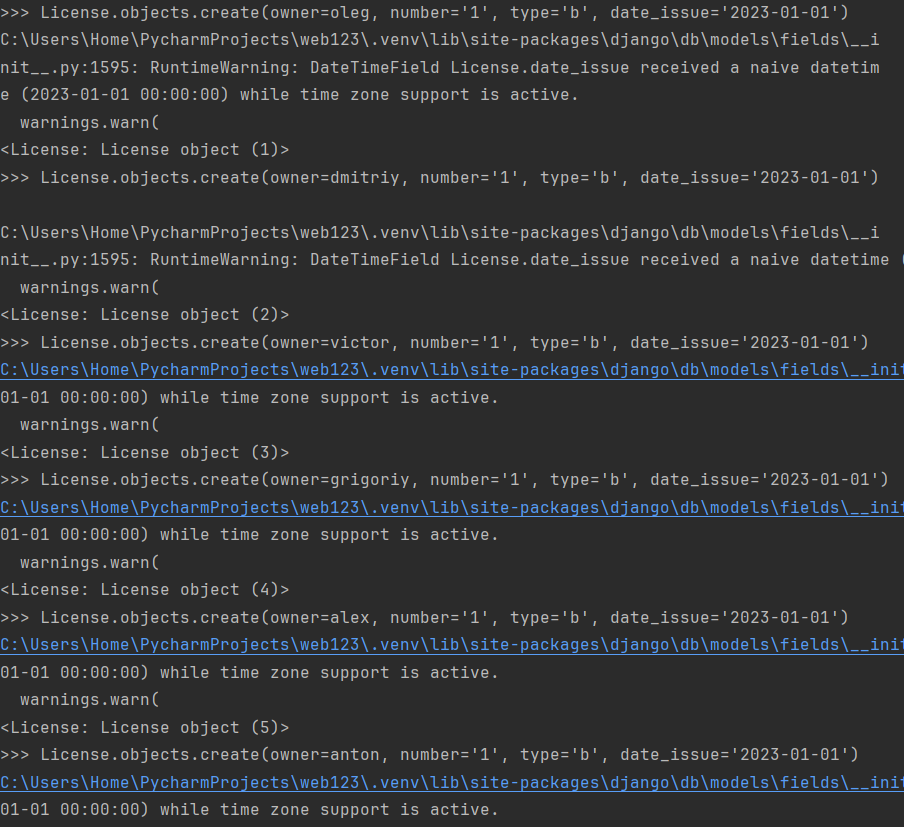 >>> License.objects.create(owner=oleg, number='1', type='b', date_issue='2023-01-01')
C:\Users\Home\PycharmProjects\web123\.venv\lib\site-packages\django\db\models\fields\__i
nit__.py:1595: RuntimeWarning: DateTimeField License.date_issue received a naive datetim
e (2023-01-01 00:00:00) while time zone support is active.
  warnings.warn(
<License: License object (1)>
>>> License.objects.create(owner=dmitriy, number='1', type='b', date_issue='2023-01-01')
C:\Users\Home\PycharmProjects\web123\.venv\lib\site-packages\django\db\models\fields\__i
nit__.py:1595: RuntimeWarning: DateTimeField License.date_issue received a naive datetime (
  warnings.warn(
<License: License object (2)>
>>> License.objects.create(owner=victor, number='1', type='b', date_issue='2023-01-01')
C:\Users\Home\PycharmProjects\web123\.venv\lib\site-packages\django\db\models\fields\__init
01-01 00:00:00) while time zone support is active.
  warnings.warn(
<License: License object (3)>
>>> License.objects.create(owner=grigoriy, number='1', type='b', date_issue='2023-01-01')
C:\Users\Home\PycharmProjects\web123\.venv\lib\site-packages\django\db\models\fields\__init
01-01 00:00:00) while time zone support is active.
  warnings.warn(
<License: License object (4)>
>>> License.objects.create(owner=alex, number='1', type='b', date_issue='2023-01-01')
C:\Users\Home\PycharmProjects\web123\.venv\lib\site-packages\django\db\models\fields\__init
01-01 00:00:00) while time zone support is active.
  warnings.warn(
<License: License object (5)>
>>> License.objects.create(owner=anton, number='1', type='b', date_issue='2023-01-01')
C:\Users\Home\PycharmProjects\web123\.venv\lib\site-packages\django\db\models\fields\__init
01-01 00:00:00) while time zone support is active.